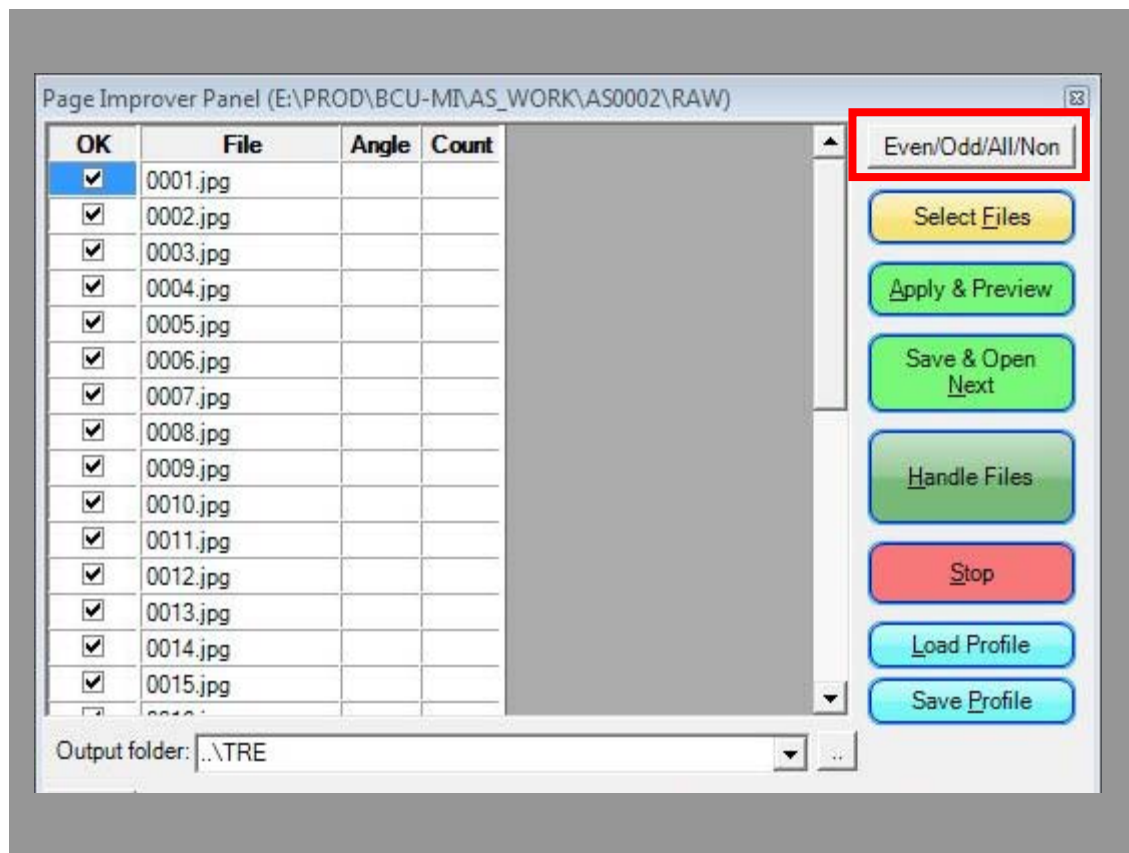 Page Improver Panel (E:\PROD\BCU-MI\AS_WORK\AS0002\RAW)
OK File Angle Count
0001.jpg
0002.jpg
0003.jpg
0004.jpg
0005.jpg
0006.jpg
0007.jpg
0008.jpg
0009.jpg
0010.jpg
0011.jpg
0012.jpg
0013.jpg
0014.jpg
0015.jpg
Even/Odd/All/Non
Select Files
Apply & Preview
Save & Open
Next
Handle Files
Stop
Load Profile
Save Profile
Output folder: ..\TRE ..